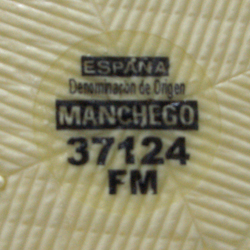 ESPAÑA
Denominación de Origen
MANCHEGO
37124
FM